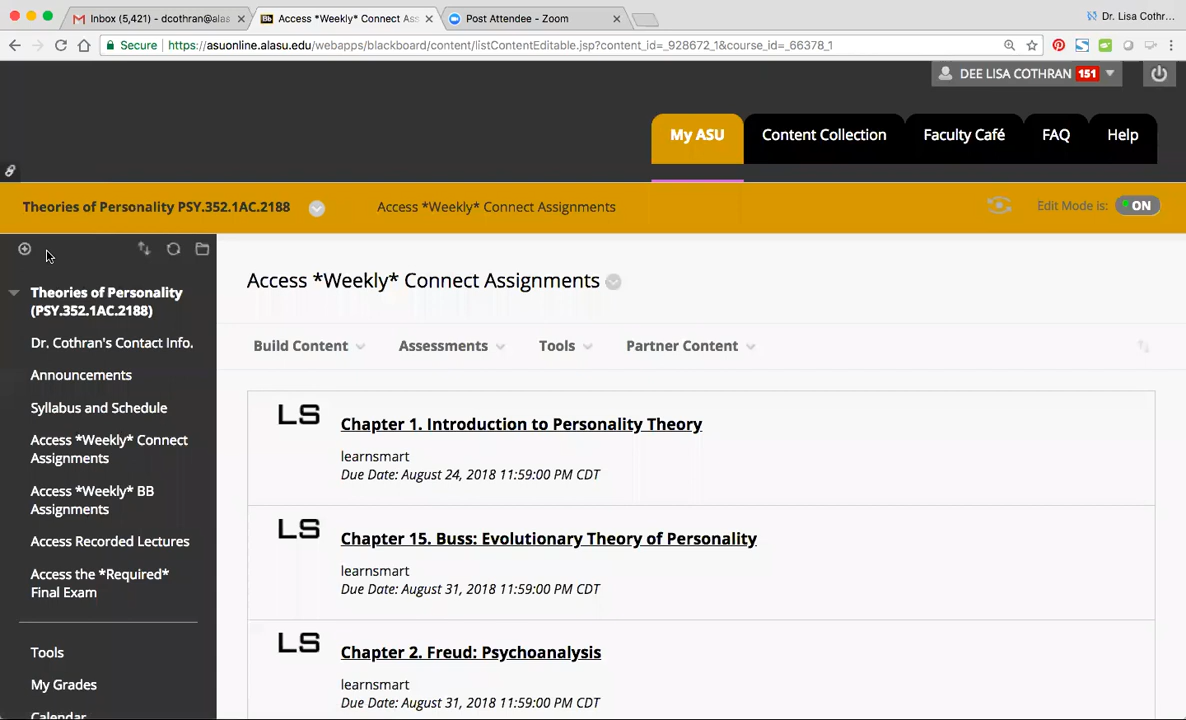 Inbox (5,421) - dcothran@alas
Access *Weekly* Connect Ass
Post Attendee - Zoom
Dr. Lisa Cothr...
Secure
https://asuonline.alasu.edu/webapps/blackboard/content/listContentEditable.jsp?content_id=_928672_1&course_id=_66378_1
DEE LISA COTHRAN 151
My ASU
Content Collection
Faculty Café
FAQ
Help
Theories of Personality PSY.352.1AC.2188
Access *Weekly* Connect Assignments
Edit Mode is: ON
Theories of Personality
(PSY.352.1AC.2188)
Dr. Cothran's Contact Info.
Announcements
Syllabus and Schedule
Access *Weekly* Connect
Assignments
Access *Weekly* BB
Assignments
Access Recorded Lectures
Access the *Required*
Final Exam
Tools
My Grades
Calendar
Access *Weekly* Connect Assignments
Build Content
Assessments
Tools
Partner Content
LS
Chapter 1. Introduction to Personality Theory
learnsmart
Due Date: August 24, 2018 11:59:00 PM CDT
LS
Chapter 15. Buss: Evolutionary Theory of Personality
learnsmart
Due Date: August 31, 2018 11:59:00 PM CDT
LS
Chapter 2. Freud: Psychoanalysis
learnsmart
Due Date: August 31, 2018 11:59:00 PM CDT